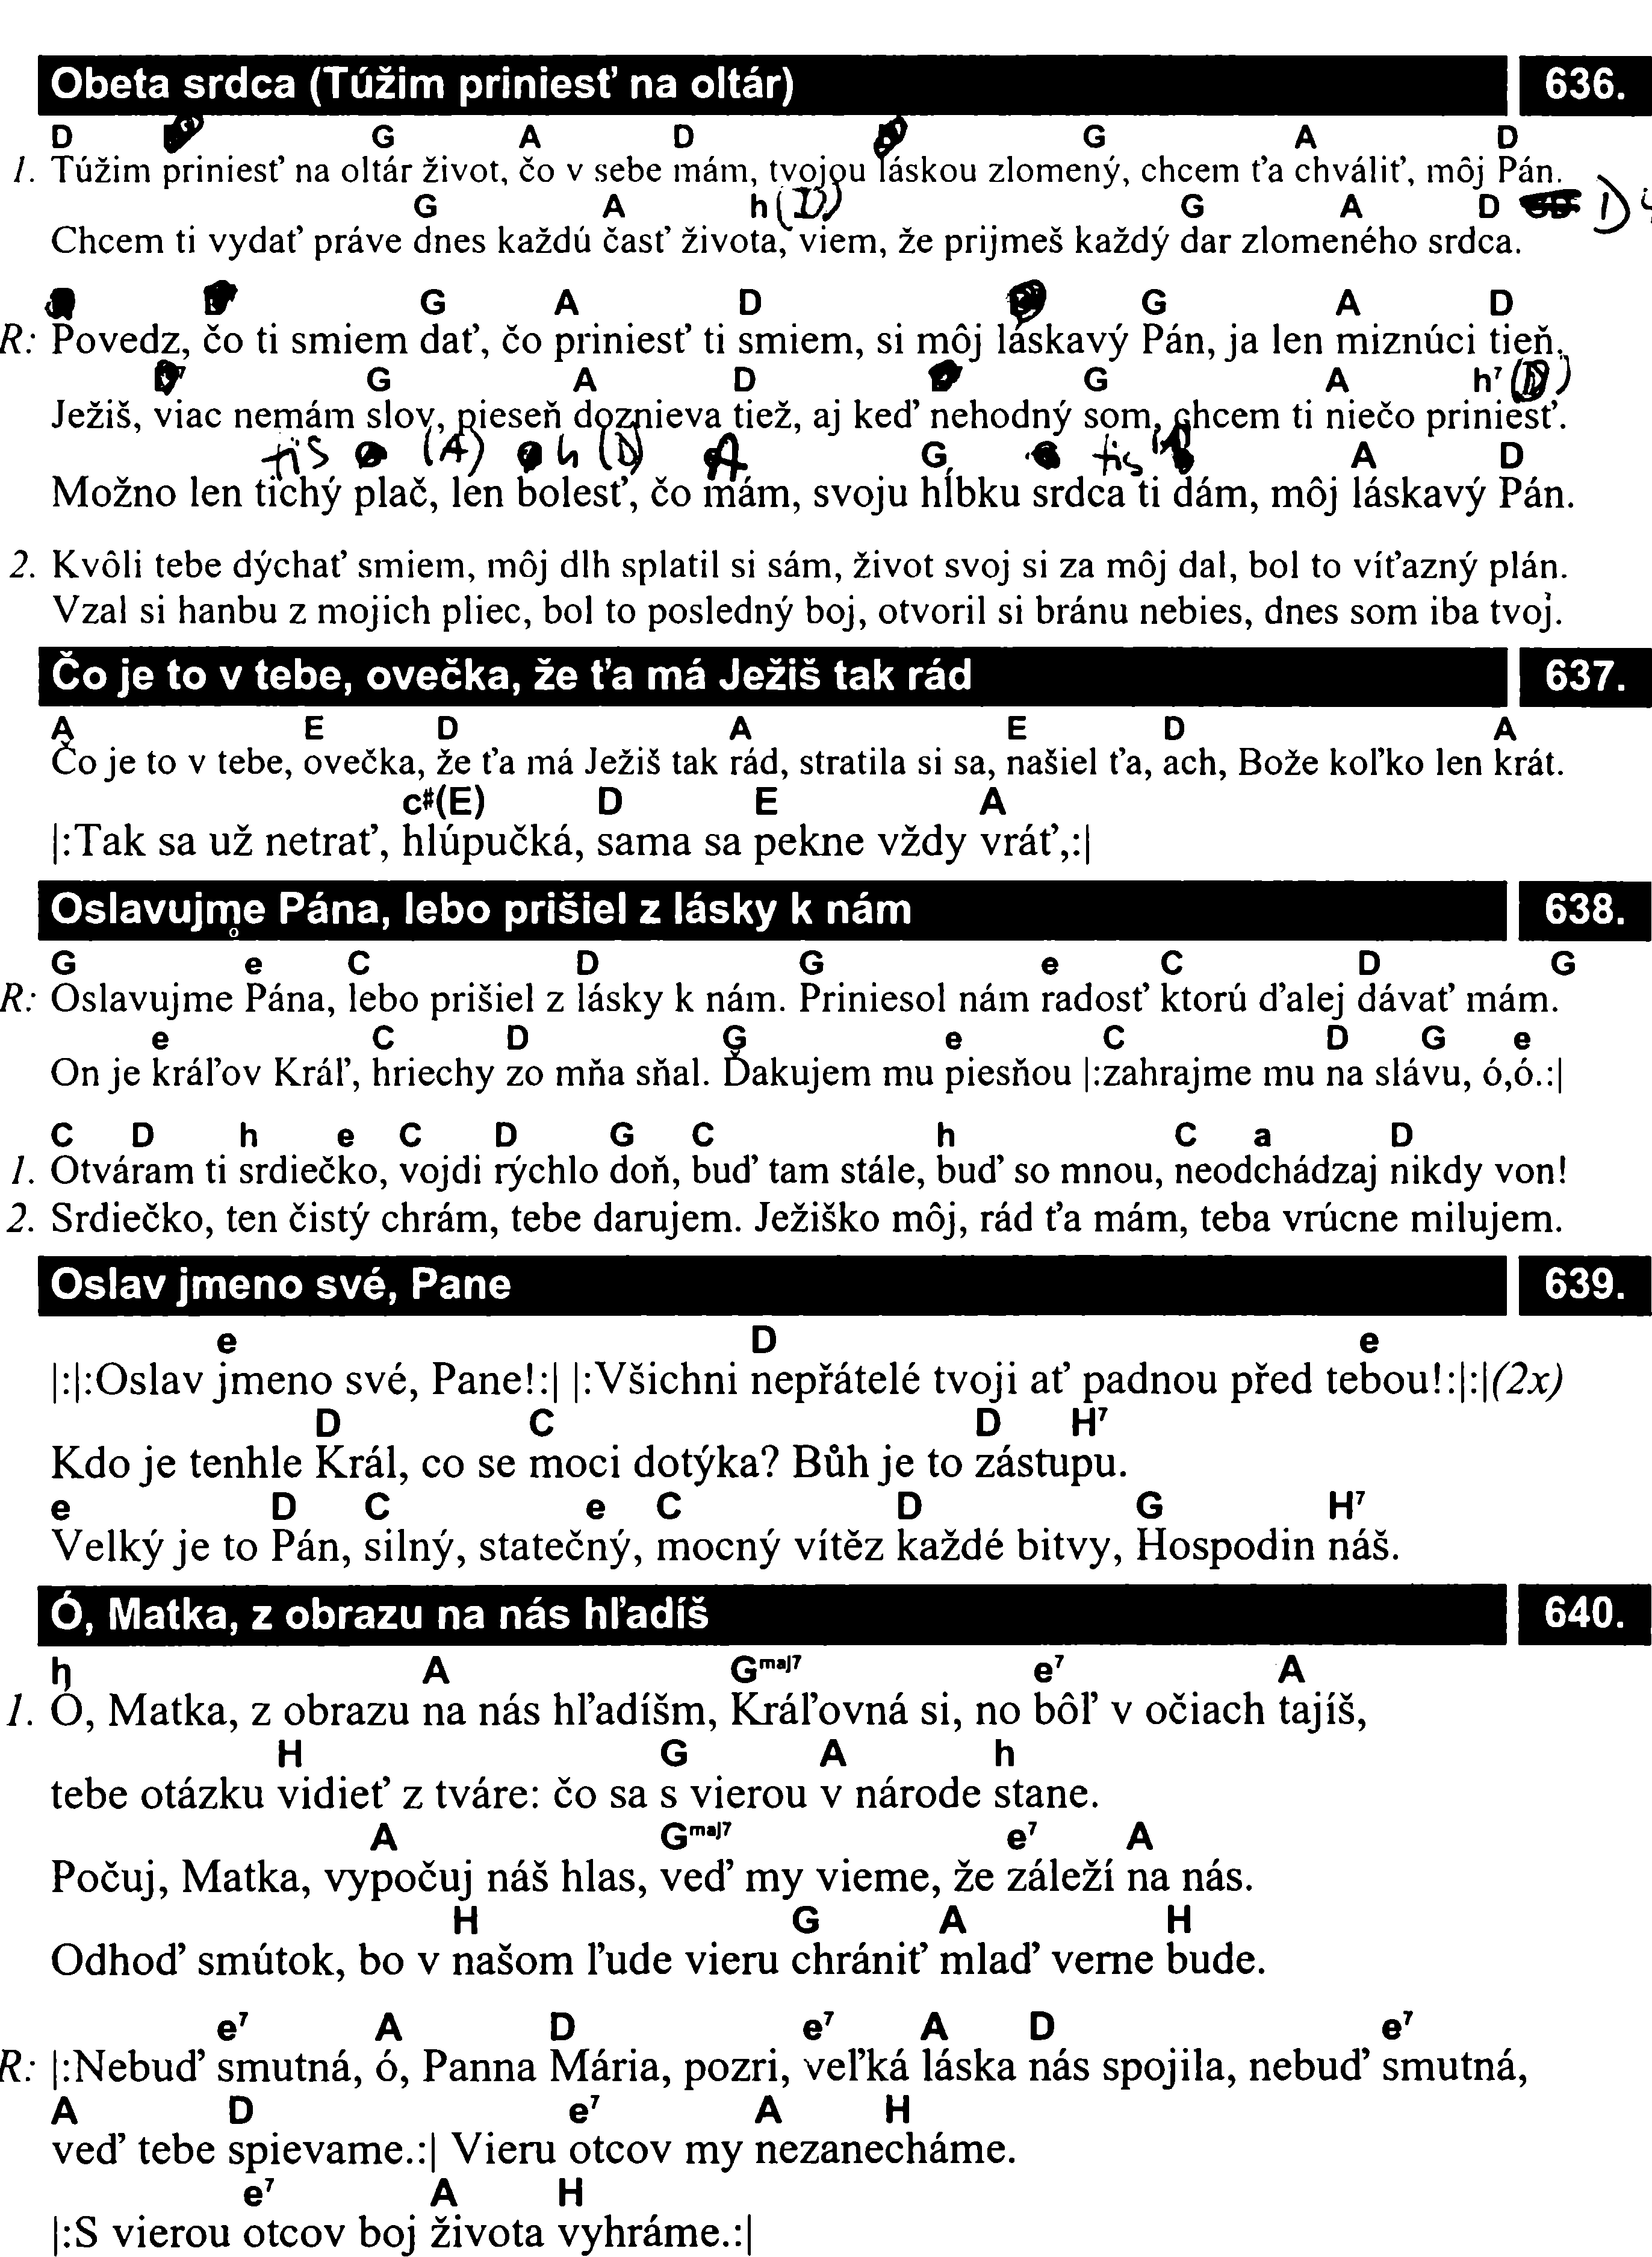 Obeta srdca (Túžim priniesť na oltár) 636.
D G A D G A D
1. Túžim priniesť na oltár život, čo v sebe mám, tvojou láskou zlomený, chcem ťa chváliť, môj Pán.
G A h (D) G A D D
Chcem ti vydať práve dnes každú časť života, viem, že prijmeš každý dar zlomeného srdca.
G A D G A D
R: Povedz, čo ti smiem dať, čo priniesť ti smiem, si môj láskavý Pán, ja len miznúci tieň.
G A D G A h⁷ (D)
Ježiš, viac nemám slov, pieseň doznieva tiež, aj keď nehodný som, chcem ti niečo priniesť.
fis (A) h (D) A G fis A D
Možno len tichý plač, len bolesť, čo mám, svoju hĺbku srdca ti dám, môj láskavý Pán.
2. Kvôli tebe dýchať smiem, môj dlh splatil si sám, život svoj si za môj dal, bol to víťazný plán.
Vzal si hanbu z mojich pliec, bol to posledný boj, otvoril si bránu nebies, dnes som iba tvoj.
Čo je to v tebe, ovečka, že ťa má Ježiš tak rád 637.
A E D A E D A
Čo je to v tebe, ovečka, že ťa má Ježiš tak rád, stratila si sa, našiel ťa, ach, Bože koľko len krát.
c#(E) D E A
|:Tak sa už netrať, hlúpučká, sama sa pekne vždy vráť,:|
Oslavujme Pána, lebo prišiel z lásky k nám 638.
G e C D G e C D G
R: Oslavujme Pána, lebo prišiel z lásky k nám. Priniesol nám radosť ktorú ďalej dávať mám.
e C D G e C D G e
On je kráľov Kráľ, hriechy zo mňa sňal. Ďakujem mu piesňou |:zahrajme mu na slávu, ó,ó.:|
C D h e C D G C h C a D
1. Otváram ti srdiečko, vojdi rýchlo doň, buď tam stále, buď so mnou, neodchádzaj nikdy von!
2. Srdiečko, ten čistý chrám, tebe darujem. Ježiško môj, rád ťa mám, teba vrúcne milujem.
Oslav jmeno své, Pane 639.
e D e
|:|:Oslav jmeno své, Pane!:| |:Všichni nepřátelé tvoji ať padnou před tebou!:|:|(2x)
D C D H⁷
Kdo je tenhle Král, co se moci dotýka? Bůh je to zástupu.
e D C e C D G H⁷
Velký je to Pán, silný, statečný, mocný vítěz každé bitvy, Hospodin náš.
Ó, Matka, z obrazu na nás hľadíš 640.
h A Gmaj7 e⁷ A
1. Ó, Matka, z obrazu na nás hľadíšm, Kráľovná si, no bôľ v očiach tajíš,
H G A h
tebe otázku vidieť z tváre: čo sa s vierou v národe stane.
A Gmaj7 e⁷ A
Počuj, Matka, vypočuj náš hlas, veď my vieme, že záleží na nás.
H G A H
Odhoď smútok, bo v našom ľude vieru chrániť mlaď verne bude.
e⁷ A D e⁷ A D e⁷
R: |:Nebuď smutná, ó, Panna Mária, pozri, veľká láska nás spojila, nebuď smutná,
A D e⁷ A H
veď tebe spievame.:| Vieru otcov my nezanecháme.
e⁷ A H
|:S vierou otcov boj života vyhráme.:|